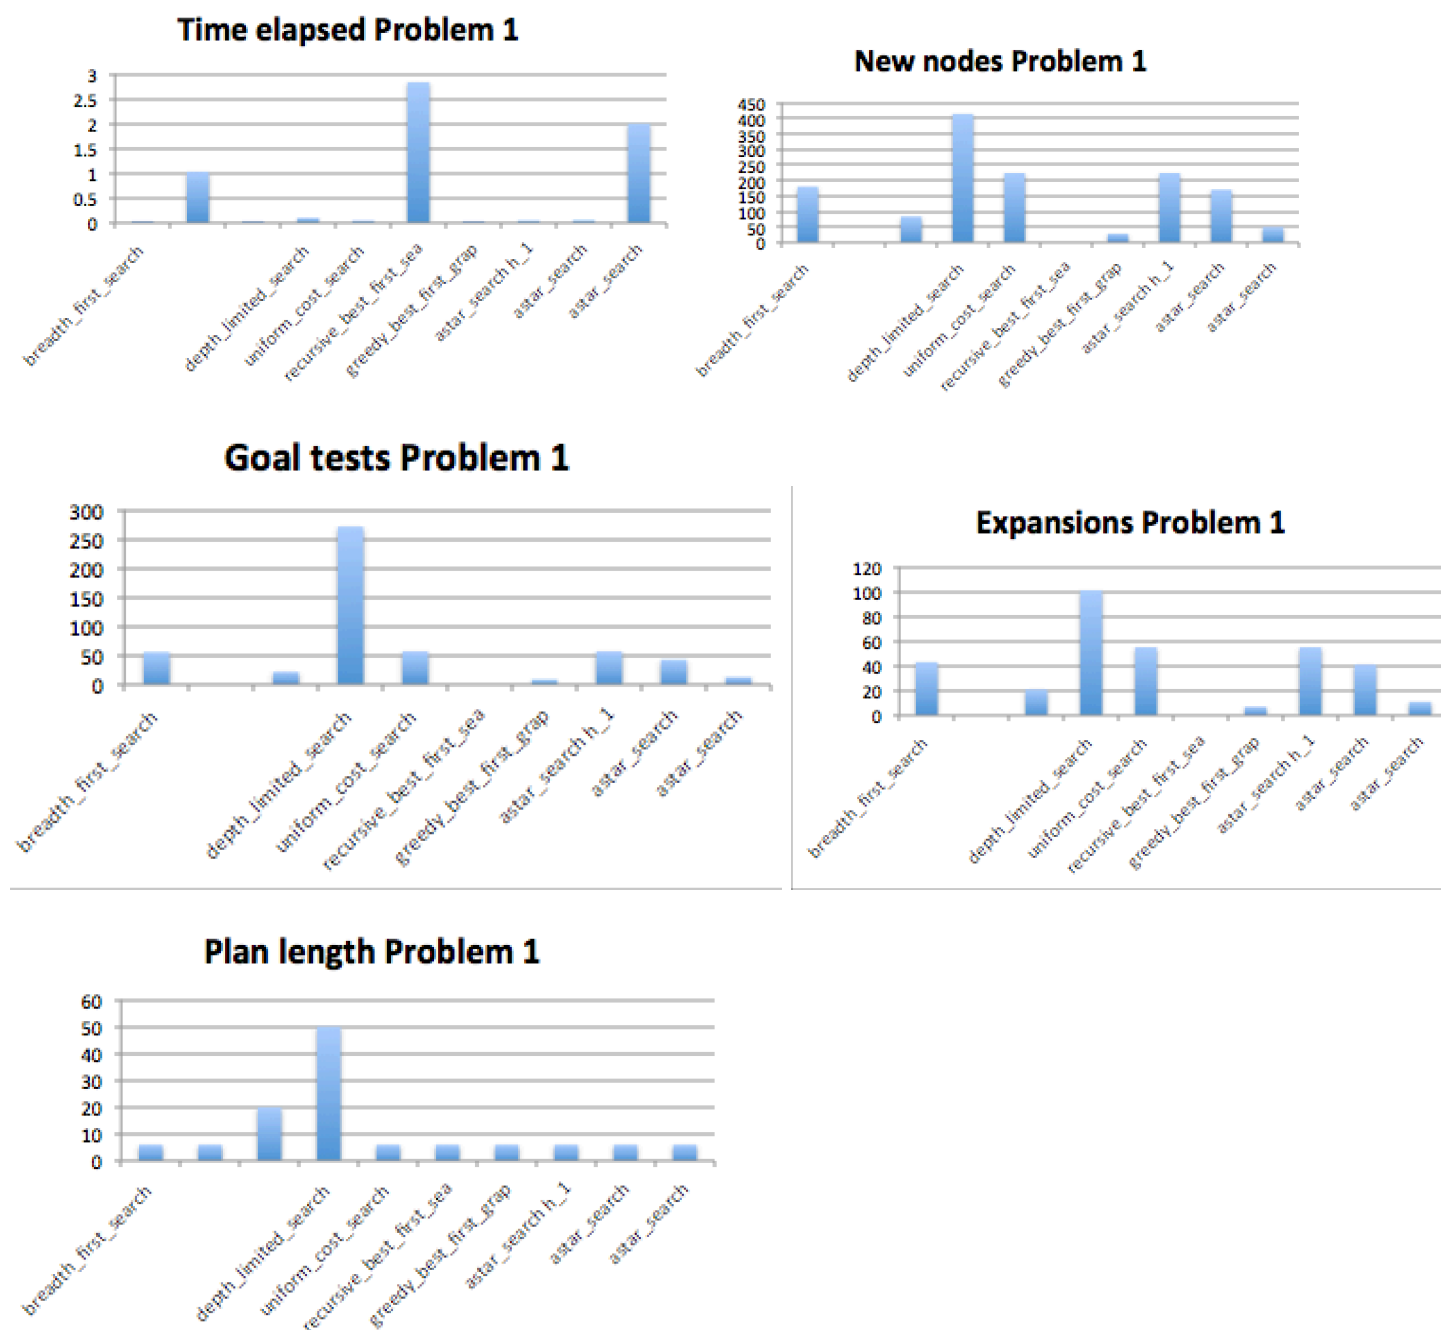 Time elapsed Problem 1
3
2.5
2
1.5
1
0.5
0
breadth_first_search
depth_limited_search
uniform_cost_search
recursive_best_first_sea
greedy_best_first_grap
astar_search h_1
astar_search
astar_search
New nodes Problem 1
450
400
350
300
250
200
150
100
50
0
breadth_first_search
depth_limited_search
uniform_cost_search
recursive_best_first_sea
greedy_best_first_grap
astar_search h_1
astar_search
astar_search
Goal tests Problem 1
300
250
200
150
100
50
0
breadth_first_search
depth_limited_search
uniform_cost_search
recursive_best_first_sea
greedy_best_first_grap
astar_search h_1
astar_search
astar_search
Expansions Problem 1
120
100
80
60
40
20
0
breadth_first_search
depth_limited_search
uniform_cost_search
recursive_best_first_sea
greedy_best_first_grap
astar_search h_1
astar_search
astar_search
Plan length Problem 1
60
50
40
30
20
10
0
breadth_first_search
depth_limited_search
uniform_cost_search
recursive_best_first_sea
greedy_best_first_grap
astar_search h_1
astar_search
astar_search